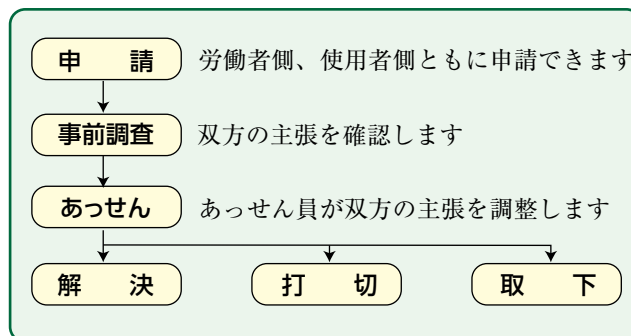 申　請　労働者側、使用者側ともに申請できます
事前調査　双方の主張を確認します
あっせん　あっせん員が双方の主張を調整します
解　決　打　切　取　下